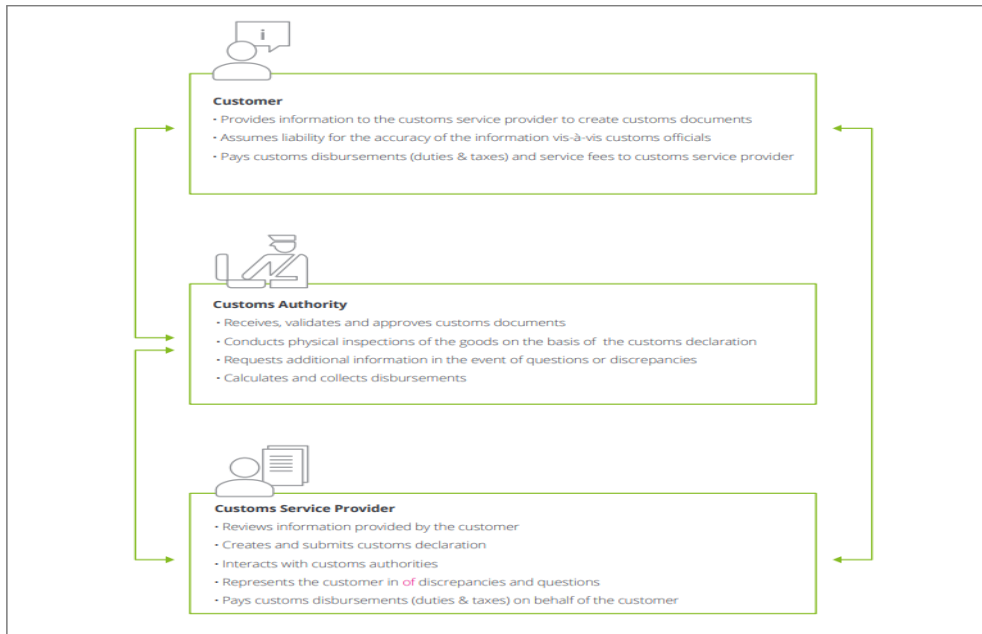 i
Customer
· Provides information to the customs service provider to create customs documents
· Assumes liability for the accuracy of the information vis-à-vis customs officials
· Pays customs disbursements (duties & taxes) and service fees to customs service provider
Customs Authority
· Receives, validates and approves customs documents
· Conducts physical inspections of the goods on the basis of the customs declaration
· Requests additional information in the event of questions or discrepancies
· Calculates and collects disbursements
Customs Service Provider
· Reviews information provided by the customer
· Creates and submits customs declaration
· Interacts with customs authorities
· Represents the customer in of discrepancies and questions
· Pays customs disbursements (duties & taxes) on behalf of the customer